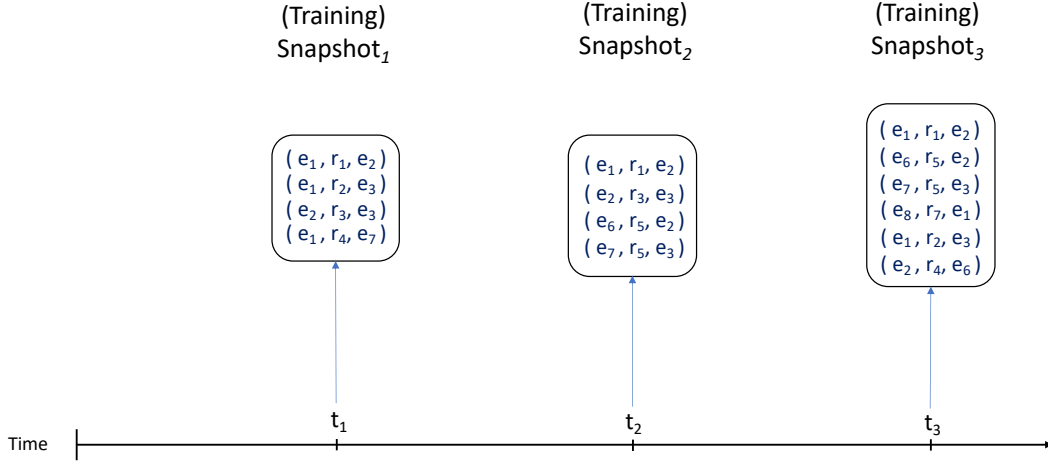 (Training)
Snapshot₁
(Training)
Snapshot₂
(Training)
Snapshot₃
( e₁ , r₁, e₂ )
( e₁ , r₂, e₃ )
( e₂ , r₃, e₃ )
( e₁ , r₄, e₇ )
( e₁ , r₁, e₂ )
( e₂ , r₃, e₃ )
( e₆ , r₅, e₂ )
( e₇ , r₅, e₃ )
( e₁ , r₁, e₂ )
( e₆ , r₅, e₂ )
( e₇ , r₅, e₃ )
( e₈ , r₇, e₁ )
( e₁ , r₂, e₃ )
( e₂ , r₄, e₆ )
t₁
t₂
t₃
Time